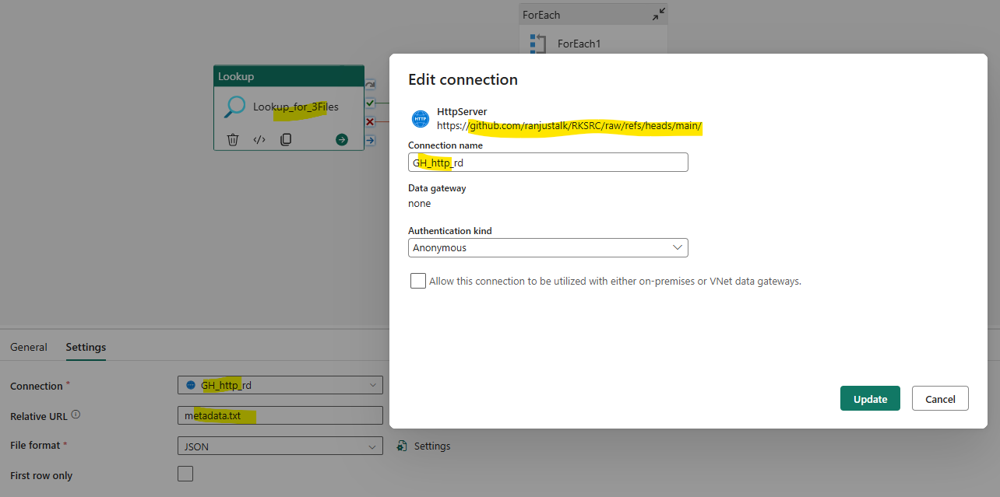 ForEach
ForEach1
Lookup
Lookup_for_3Files
</>
Edit connection
HTTP
HttpServer
https://github.com/ranjustalk/RKSRC/raw/refs/heads/main/
Connection name
GH_http_rd
Data gateway
none
Authentication kind
Anonymous
Allow this connection to be utilized with either on-premises or VNet data gateways.
Update
Cancel
General
Settings
Connection *
GH_http_rd
Relative URL
metadata.txt
File format *
JSON
Settings
First row only